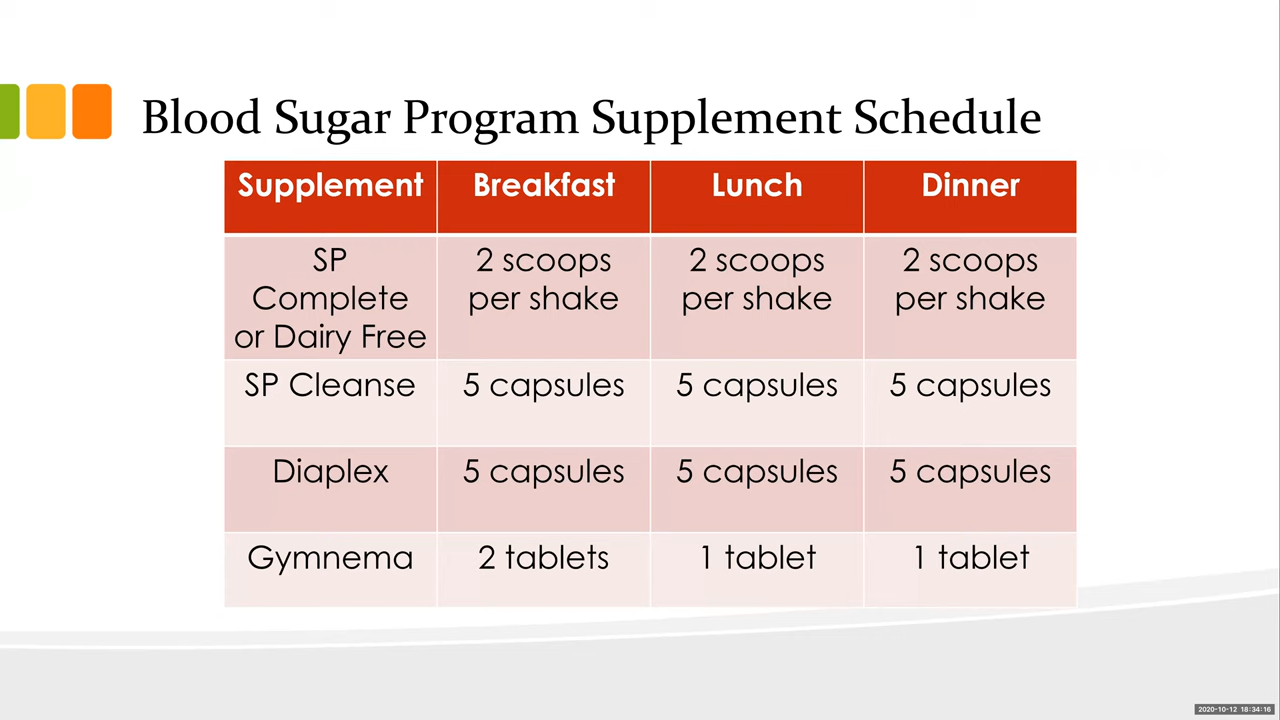 Blood Sugar Program Supplement Schedule
Supplement Breakfast Lunch Dinner
SP Complete or Dairy Free 2 scoops per shake 2 scoops per shake 2 scoops per shake
SP Cleanse 5 capsules 5 capsules 5 capsules
Diaplex 5 capsules 5 capsules 5 capsules
Gymnema 2 tablets 1 tablet 1 tablet
2020-10-12 18:34:16